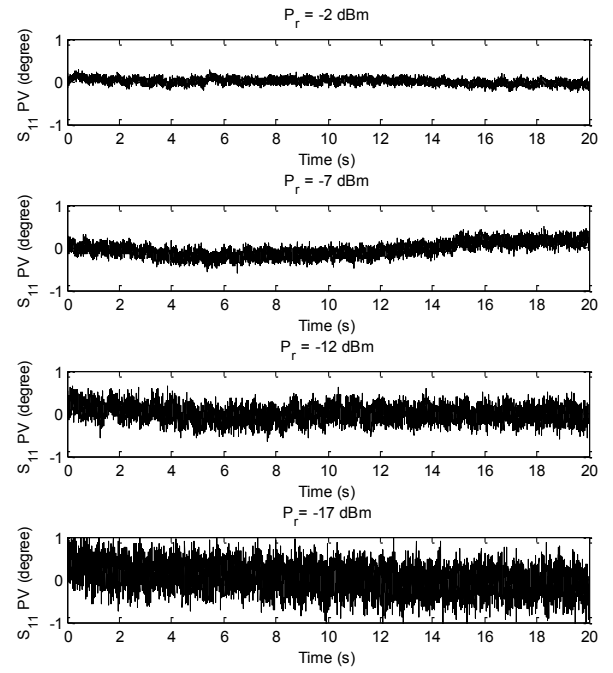 P_r = -2 dBm
1
0
-1
S_11 PV (degree)
0 2 4 6 8 10 12 14 16 18 20
Time (s)
P_r = -7 dBm
1
0
-1
S_11 PV (degree)
0 2 4 6 8 10 12 14 16 18 20
Time (s)
P_r = -12 dBm
1
0
-1
S_11 PV (degree)
0 2 4 6 8 10 12 14 16 18 20
Time (s)
P_r = -17 dBm
1
0
-1
S_11 PV (degree)
0 2 4 6 8 10 12 14 16 18 20
Time (s)